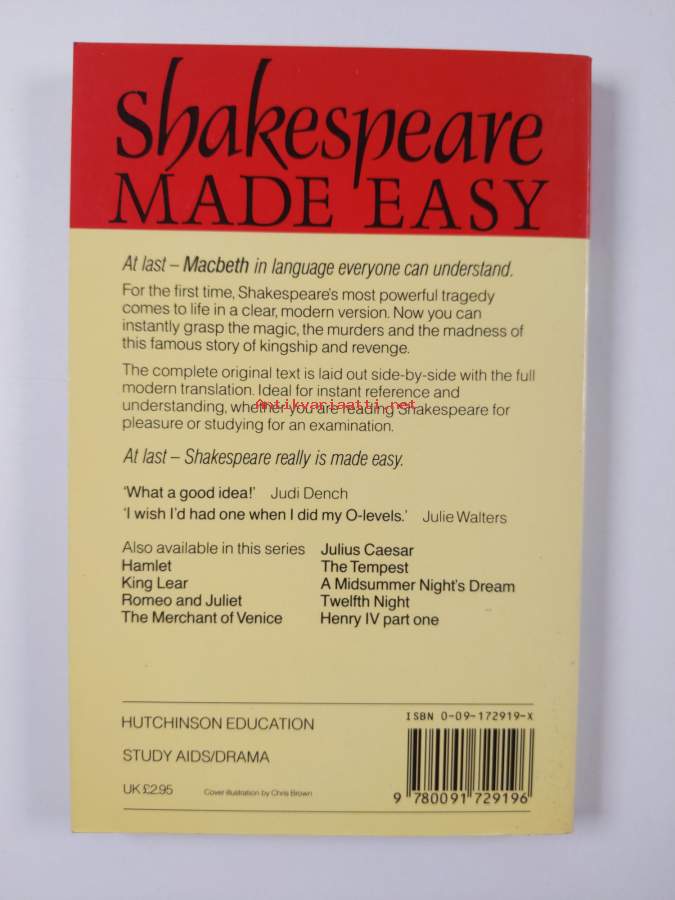 Shakespeare
MADE EASY
At last – Macbeth in language everyone can understand.
For the first time, Shakespeare's most powerful tragedy
comes to life in a clear, modern version. Now you can
instantly grasp the magic, the murders and the madness of
this famous story of kingship and revenge.
The complete original text is laid out side-by-side with the full
modern translation. Ideal for instant reference and
understanding, whether you are reading Shakespeare for
Antikvariaatti.net
pleasure or studying for an examination.
At last – Shakespeare really is made easy.
'What a good idea!' Judi Dench
'I wish I'd had one when I did my O-levels.' Julie Walters
Also available in this series
Hamlet
King Lear
Romeo and Juliet
The Merchant of Venice
Julius Caesar
The Tempest
A Midsummer Night's Dream
Twelfth Night
Henry IV part one
HUTCHINSON EDUCATION
STUDY AIDS/DRAMA
UK £2.95 Cover illustration by Chris Brown
ISBN 0-09-172919-X
9 780091 729196